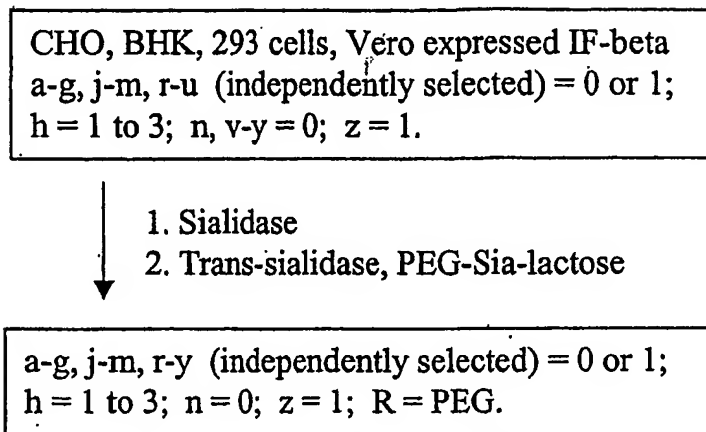 CHO, BHK, 293 cells, Vero expressed IF-beta
a-g, j-m, r-u (independently selected) = 0 or 1;
h = 1 to 3; n, v-y = 0; z = 1.
1. Sialidase
2. Trans-sialidase, PEG-Sia-lactose
a-g, j-m, r-y (independently selected) = 0 or 1;
h = 1 to 3; n = 0; z = 1; R = PEG.